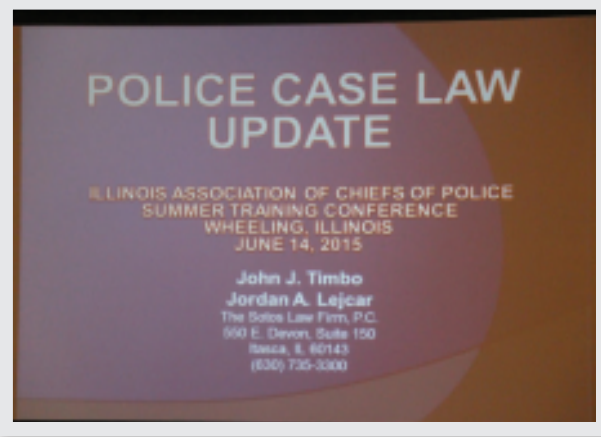 POLICE CASE LAW
UPDATE
ILLINOIS ASSOCIATION OF CHIEFS OF POLICE
SUMMER TRAINING CONFERENCE
WHEELING, ILLINOIS
JUNE 14, 2015
John J. Timbo
Jordan A. Lejcar
The Sotos Law Firm, P.C.
550 E. Devon, Suite 150
Itasca, IL 60143
(630) 735-3300